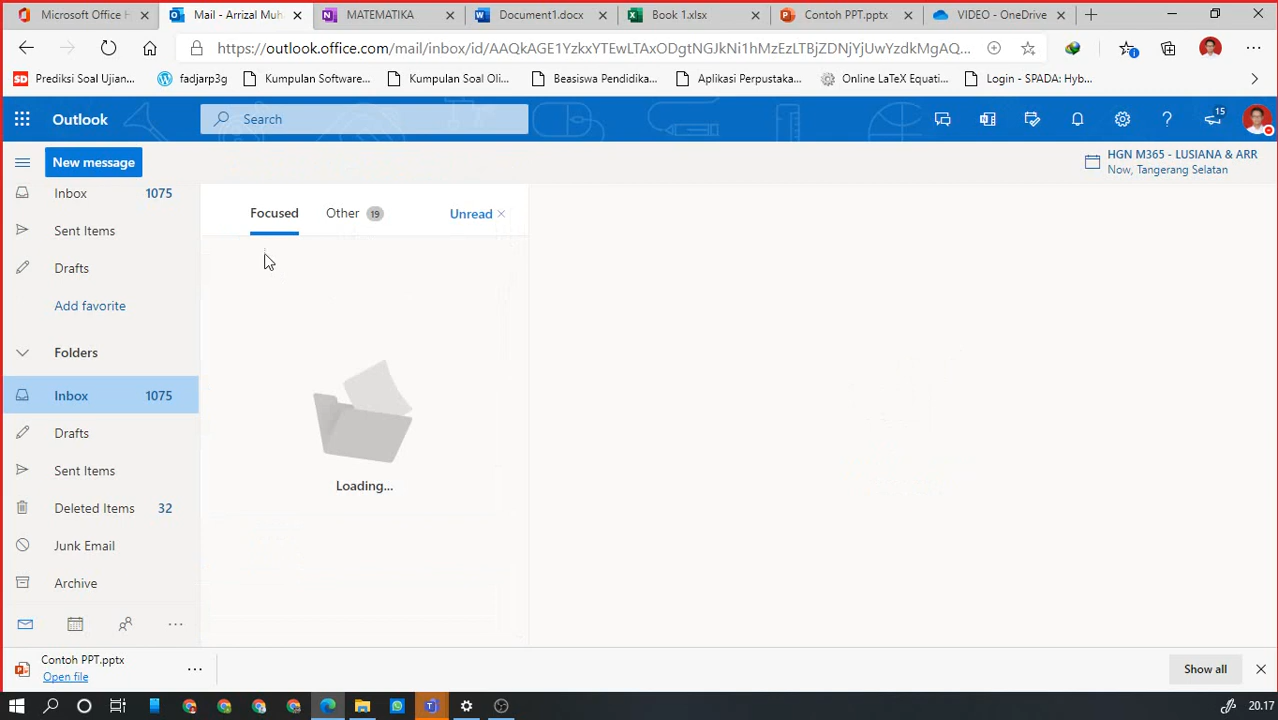 Microsoft Office H
Mail - Arrizal Muh
MATEMATIKA
Document1.docx
Book 1.xlsx
Contoh PPT.pptx
VIDEO - OneDrive
https://outlook.office.com/mail/inbox/id/AAQkAGE1YzkxYTEwLTAxODgtNGJkNi1hMzEzLTBjZDNjYjUwYzdkMgAQ...
Prediksi Soal Ujian...
fadjarp3g
Kumpulan Software...
Kumpulan Soal Oli...
Beasiswa Pendidika...
Aplikasi Perpustaka...
Online LaTeX Equati...
Login - SPADA: Hyb...
Outlook
Search
15
New message
HGN M365 - LUSIANA & ARR
Now, Tangerang Selatan
Inbox 1075
Sent Items
Drafts
Add favorite
Folders
Inbox 1075
Drafts
Sent Items
Deleted Items 32
Junk Email
Archive
Focused
Other 19
Unread
Loading...
Contoh PPT.pptx
Open file
Show all
20.17